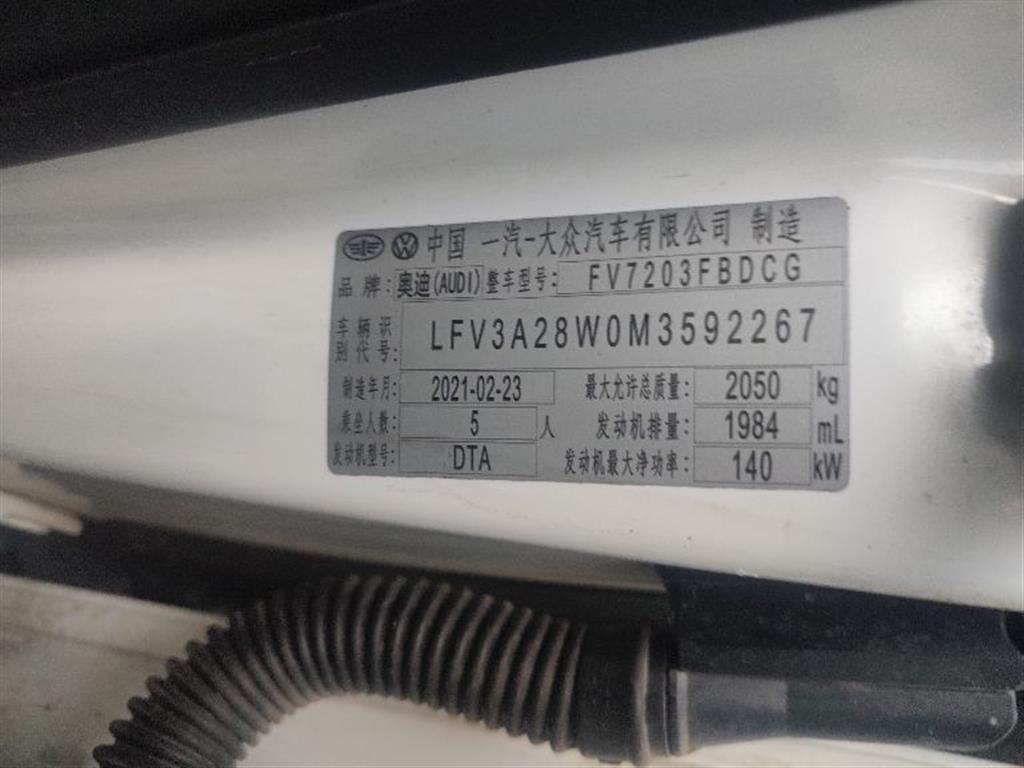 中国 一汽-大众汽车有限公司 制造
品牌: 奥迪(AUDI) 整车型号: FV7203FBDCG
车辆识别代号: LFV3A28W0M3592267
制造年月: 2021-02-23 最大允许总质量: 2050 kg
乘坐人数: 5 人 发动机排量: 1984 mL
发动机型号: DTA 发动机最大净功率: 140 kW